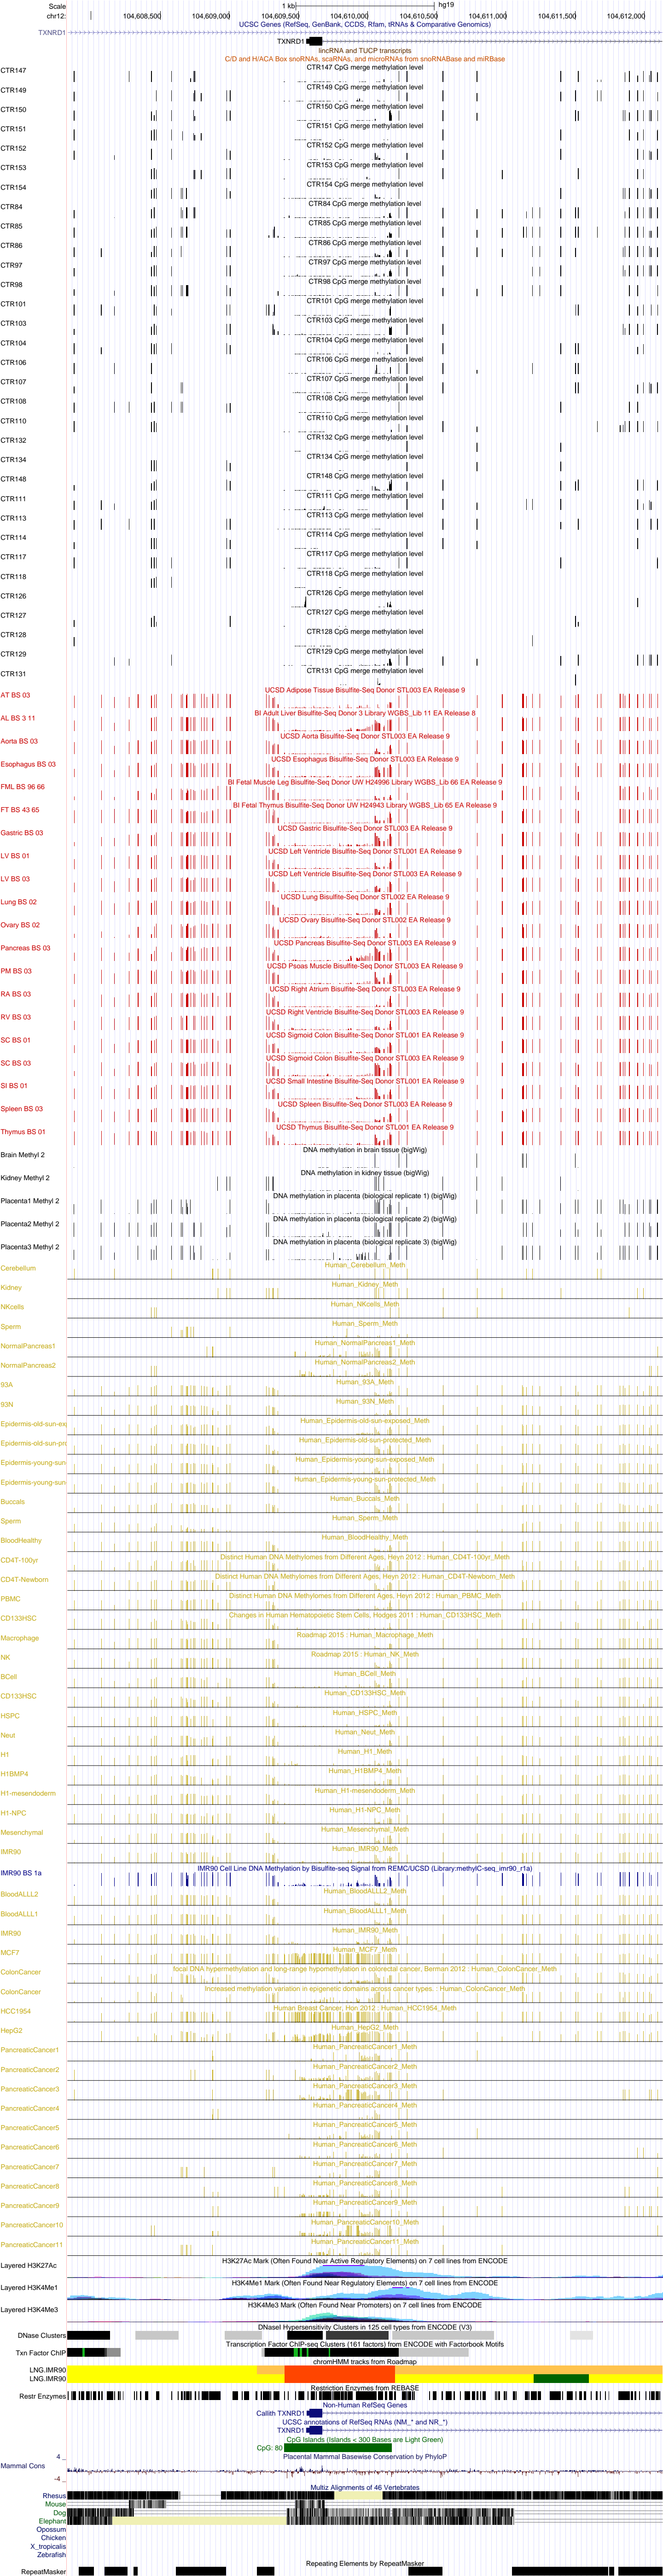 Scale 1 kb hg19
chr12: 104,608,500 104,609,000 104,609,500 104,610,000 104,610,500 104,611,000 104,611,500 104,612,000
UCSC Genes (RefSeq, GenBank, CCDS, Rfam, tRNAs & Comparative Genomics)
TXNRD1
TXNRD1
lincRNA and TUCP transcripts
C/D and H/ACA Box snoRNAs, scaRNAs, and microRNAs from snoRNABase and miRBase
CTR147 CTR147 CpG merge methylation level
CTR149 CTR149 CpG merge methylation level
CTR150 CTR150 CpG merge methylation level
CTR151 CTR151 CpG merge methylation level
CTR152 CTR152 CpG merge methylation level
CTR153 CTR153 CpG merge methylation level
CTR154 CTR154 CpG merge methylation level
CTR84 CTR84 CpG merge methylation level
CTR85 CTR85 CpG merge methylation level
CTR86 CTR86 CpG merge methylation level
CTR97 CTR97 CpG merge methylation level
CTR98 CTR98 CpG merge methylation level
CTR101 CTR101 CpG merge methylation level
CTR103 CTR103 CpG merge methylation level
CTR104 CTR104 CpG merge methylation level
CTR106 CTR106 CpG merge methylation level
CTR107 CTR107 CpG merge methylation level
CTR108 CTR108 CpG merge methylation level
CTR110 CTR110 CpG merge methylation level
CTR132 CTR132 CpG merge methylation level
CTR134 CTR134 CpG merge methylation level
CTR148 CTR148 CpG merge methylation level
CTR111 CTR111 CpG merge methylation level
CTR113 CTR113 CpG merge methylation level
CTR114 CTR114 CpG merge methylation level
CTR117 CTR117 CpG merge methylation level
CTR118 CTR118 CpG merge methylation level
CTR126 CTR126 CpG merge methylation level
CTR127 CTR127 CpG merge methylation level
CTR128 CTR128 CpG merge methylation level
CTR129 CTR129 CpG merge methylation level
CTR131 CTR131 CpG merge methylation level
AT BS 03 UCSD Adipose Tissue Bisulfite-Seq Donor STL003 EA Release 9
AL BS 3 11 BI Adult Liver Bisulfite-Seq Donor 3 Library WGBS_Lib 11 EA Release 8
Aorta BS 03 UCSD Aorta Bisulfite-Seq Donor STL003 EA Release 9
Esophagus BS 03 UCSD Esophagus Bisulfite-Seq Donor STL003 EA Release 9
FML BS 96 66 BI Fetal Muscle Leg Bisulfite-Seq Donor UW H24996 Library WGBS_Lib 66 EA Release 9
FT BS 43 65 BI Fetal Thymus Bisulfite-Seq Donor UW H24943 Library WGBS_Lib 65 EA Release 9
Gastric BS 03 UCSD Gastric Bisulfite-Seq Donor STL003 EA Release 9
LV BS 01 UCSD Left Ventricle Bisulfite-Seq Donor STL001 EA Release 9
LV BS 03 UCSD Left Ventricle Bisulfite-Seq Donor STL003 EA Release 9
Lung BS 02 UCSD Lung Bisulfite-Seq Donor STL002 EA Release 9
Ovary BS 02 UCSD Ovary Bisulfite-Seq Donor STL002 EA Release 9
Pancreas BS 03 UCSD Pancreas Bisulfite-Seq Donor STL003 EA Release 9
PM BS 03 UCSD Psoas Muscle Bisulfite-Seq Donor STL003 EA Release 9
RA BS 03 UCSD Right Atrium Bisulfite-Seq Donor STL003 EA Release 9
RV BS 03 UCSD Right Ventricle Bisulfite-Seq Donor STL003 EA Release 9
SC BS 01 UCSD Sigmoid Colon Bisulfite-Seq Donor STL001 EA Release 9
SC BS 03 UCSD Sigmoid Colon Bisulfite-Seq Donor STL003 EA Release 9
SI BS 01 UCSD Small Intestine Bisulfite-Seq Donor STL001 EA Release 9
Spleen BS 03 UCSD Spleen Bisulfite-Seq Donor STL003 EA Release 9
Thymus BS 01 UCSD Thymus Bisulfite-Seq Donor STL001 EA Release 9
Brain Methyl 2 DNA methylation in brain tissue (bigWig)
Kidney Methyl 2 DNA methylation in kidney tissue (bigWig)
Placenta1 Methyl 2 DNA methylation in placenta (biological replicate 1) (bigWig)
Placenta2 Methyl 2 DNA methylation in placenta (biological replicate 2) (bigWig)
Placenta3 Methyl 2 DNA methylation in placenta (biological replicate 3) (bigWig)
Cerebellum Human_Cerebellum_Meth
Kidney Human_Kidney_Meth
NKcells Human_NKcells_Meth
Sperm Human_Sperm_Meth
NormalPancreas1 Human_NormalPancreas1_Meth
NormalPancreas2 Human_NormalPancreas2_Meth
93A Human_93A_Meth
93N Human_93N_Meth
Epidermis-old-sun-ex Human_Epidermis-old-sun-exposed_Meth
Epidermis-old-sun-pr Human_Epidermis-old-sun-protected_Meth
Epidermis-young-sun Human_Epidermis-young-sun-exposed_Meth
Epidermis-young-sun Human_Epidermis-young-sun-protected_Meth
Buccals Human_Buccals_Meth
Sperm Human_Sperm_Meth
BloodHealthy Human_BloodHealthy_Meth
CD4T-100yr Distinct Human DNA Methylomes from Different Ages, Heyn 2012 : Human_CD4T-100yr_Meth
CD4T-Newborn Distinct Human DNA Methylomes from Different Ages, Heyn 2012 : Human_CD4T-Newborn_Meth
PBMC Distinct Human DNA Methylomes from Different Ages, Heyn 2012 : Human_PBMC_Meth
CD133HSC Changes in Human Hematopoietic Stem Cells, Hodges 2011 : Human_CD133HSC_Meth
Macrophage Roadmap 2015 : Human_Macrophage_Meth
NK Roadmap 2015 : Human_NK_Meth
BCell Human_BCell_Meth
CD133HSC Human_CD133HSC_Meth
HSPC Human_HSPC_Meth
Neut Human_Neut_Meth
H1 Human_H1_Meth
H1BMP4 Human_H1BMP4_Meth
H1-mesendoderm Human_H1-mesendoderm_Meth
H1-NPC Human_H1-NPC_Meth
Mesenchymal Human_Mesenchymal_Meth
IMR90 Human_IMR90_Meth
IMR90 BS 1a IMR90 Cell Line DNA Methylation by Bisulfite-seq Signal from REMC/UCSD (Library:methylC-seq_imr90_r1a)
BloodALLL2 Human_BloodALLL2_Meth
BloodALLL1 Human_BloodALLL1_Meth
IMR90 Human_IMR90_Meth
MCF7 Human_MCF7_Meth
ColonCancer focal DNA hypermethylation and long-range hypomethylation in colorectal cancer, Berman 2012 : Human_ColonCancer_Meth
ColonCancer Increased methylation variation in epigenetic domains across cancer types. : Human_ColonCancer_Meth
HCC1954 Human Breast Cancer, Hon 2012 : Human_HCC1954_Meth
HepG2 Human_HepG2_Meth
PancreaticCancer1 Human_PancreaticCancer1_Meth
PancreaticCancer2 Human_PancreaticCancer2_Meth
PancreaticCancer3 Human_PancreaticCancer3_Meth
PancreaticCancer4 Human_PancreaticCancer4_Meth
PancreaticCancer5 Human_PancreaticCancer5_Meth
PancreaticCancer6 Human_PancreaticCancer6_Meth
PancreaticCancer7 Human_PancreaticCancer7_Meth
PancreaticCancer8 Human_PancreaticCancer8_Meth
PancreaticCancer9 Human_PancreaticCancer9_Meth
PancreaticCancer10 Human_PancreaticCancer10_Meth
PancreaticCancer11 Human_PancreaticCancer11_Meth
Layered H3K27Ac H3K27Ac Mark (Often Found Near Active Regulatory Elements) on 7 cell lines from ENCODE
Layered H3K4Me1 H3K4Me1 Mark (Often Found Near Regulatory Elements) on 7 cell lines from ENCODE
Layered H3K4Me3 H3K4Me3 Mark (Often Found Near Promoters) on 7 cell lines from ENCODE
DNaseI Hypersensitivity Clusters in 125 cell types from ENCODE (V3)
DNase Clusters
Transcription Factor ChIP-seq Clusters (161 factors) from ENCODE with Factorbook Motifs
Txn Factor ChIP
chromHMM tracks from Roadmap
LNG.IMR90
LNG.IMR90
Restriction Enzymes from REBASE
Restr Enzymes
Non-Human RefSeq Genes
Callith TXNRD1
UCSC annotations of RefSeq RNAs (NM_* and NR_*)
TXNRD1
CpG Islands (Islands < 300 Bases are Light Green)
CpG: 80
Placental Mammal Basewise Conservation by PhyloP
4 _
Mammal Cons
-4 _
Multiz Alignments of 46 Vertebrates
Rhesus
Mouse
Dog
Elephant
Opossum
Chicken
X_tropicalis
Zebrafish
Repeating Elements by RepeatMasker
RepeatMasker